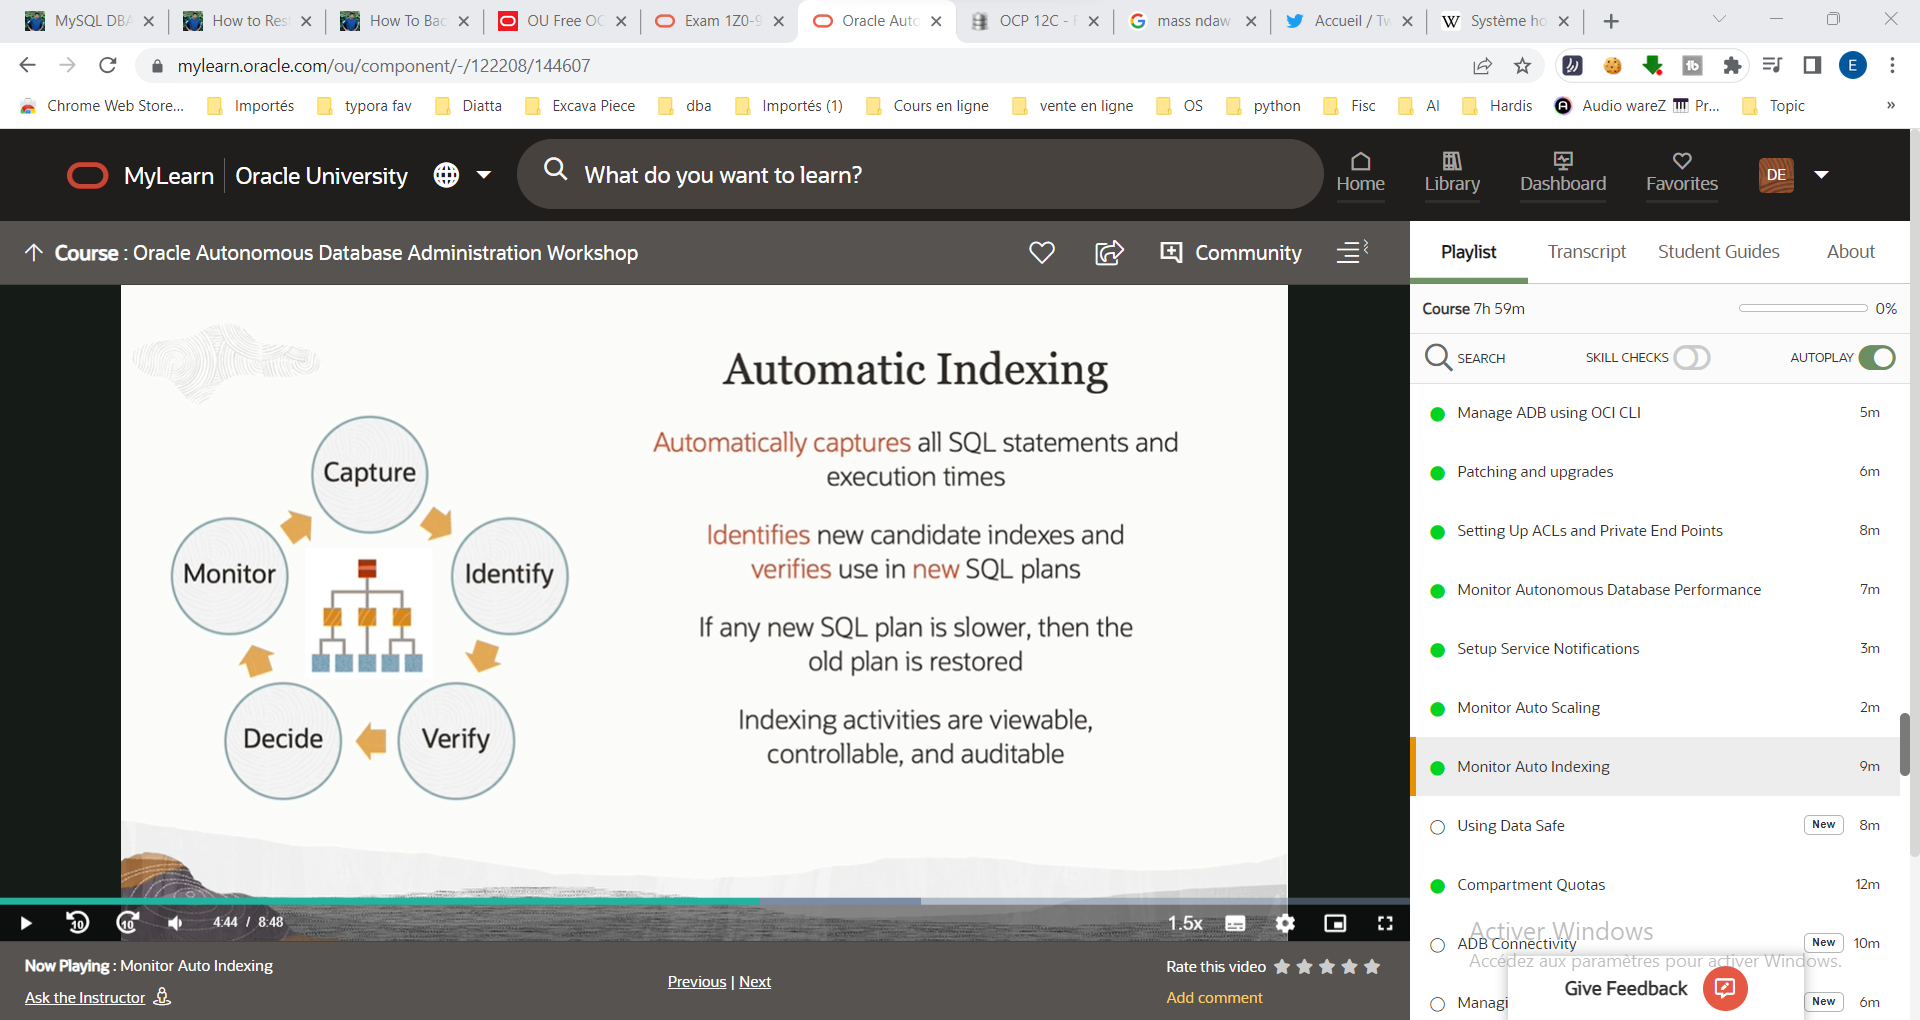 MySQL DBA
How to Res
How To Bac
OU Free OC
Exam 1Z0-9
Oracle Auto
OCP 12C -
mass ndaw
Accueil / Tw
Système ho
mylearn.oracle.com/ou/component/-/122208/144607
E
Chrome Web Store...
Importés
typora fav
Diatta
Excava Piece
dba
Importés (1)
Cours en ligne
vente en ligne
OS
python
Fisc
AI
Hardis
Audio wareZ
Pr...
Topic
»
MyLearn
Oracle University
What do you want to learn?
Home
Library
Dashboard
Favorites
DE
Course : Oracle Autonomous Database Administration Workshop
Community
Automatic Indexing
Automatically captures all SQL statements and
execution times
Identifies new candidate indexes and
verifies use in new SQL plans
If any new SQL plan is slower, then the
old plan is restored
Indexing activities are viewable,
controllable, and auditable
Capture
Identify
Verify
Decide
Monitor
10
10
4:44 / 8:48
1.5x
Now Playing : Monitor Auto Indexing
Ask the Instructor
Previous | Next
Rate this video
Add comment
Playlist
Transcript
Student Guides
About
Course 7h 59m
0%
SEARCH
SKILL CHECKS
AUTOPLAY
Manage ADB using OCI CLI 5m
Patching and upgrades 6m
Setting Up ACLs and Private End Points 8m
Monitor Autonomous Database Performance 7m
Setup Service Notifications 3m
Monitor Auto Scaling 2m
Monitor Auto Indexing 9m
Using Data Safe New 8m
Compartment Quotas 12m
Activer Windows
ADB Connectivity New 10m
Accédez aux paramètres pour activer Windows.
Give Feedback
Managi New 6m